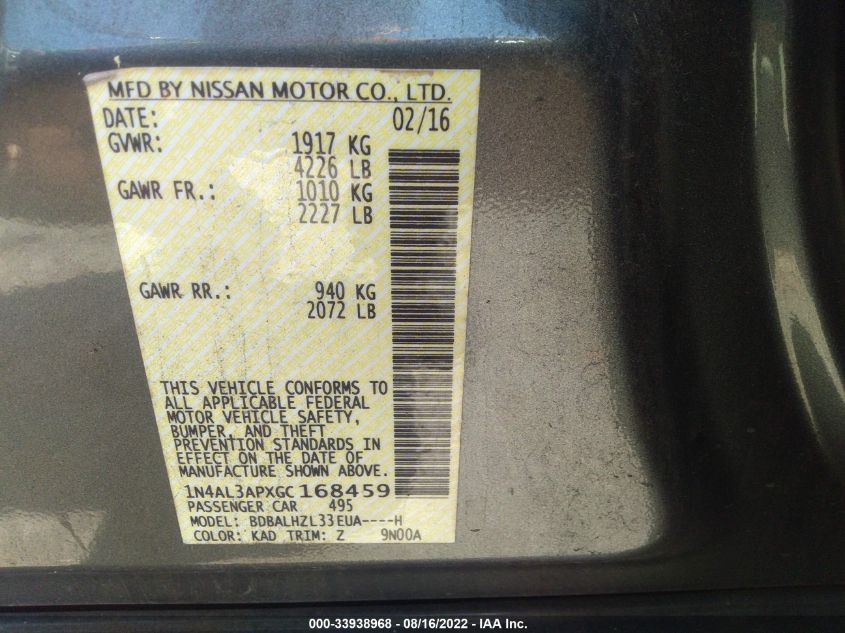 MFD BY NISSAN MOTOR CO., LTD.
DATE: 02/16
GVWR: 1917 KG
4226 LB
GAWR FR.: 1010 KG
2227 LB
GAWR RR.: 940 KG
2072 LB
THIS VEHICLE CONFORMS TO
ALL APPLICABLE FEDERAL
MOTOR VEHICLE SAFETY,
BUMPER, AND THEFT
PREVENTION STANDARDS IN
EFFECT ON THE DATE OF
MANUFACTURE SHOWN ABOVE.
1N4AL3APXGC168459
PASSENGER CAR 495
MODEL: BDBALHZL33EUA----H
COLOR: KAD TRIM: Z 9N00A
000-33938968 - 08/16/2022 - IAA Inc.